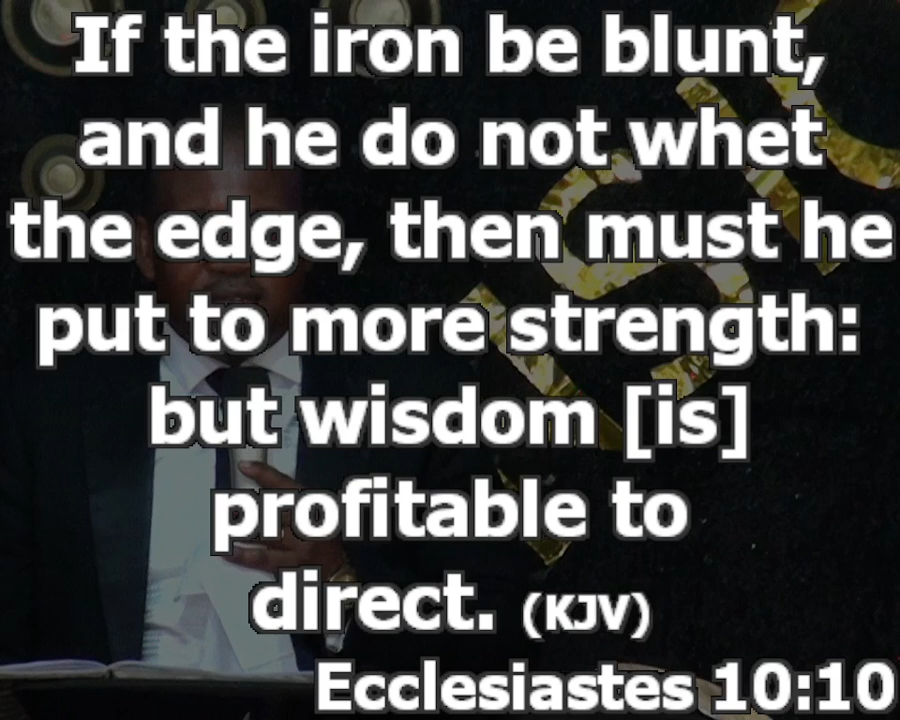 If the iron be blunt,
and he do not whet
the edge, then must he
put to more strength:
but wisdom [is]
profitable to
direct. (KJV)
Ecclesiastes 10:10